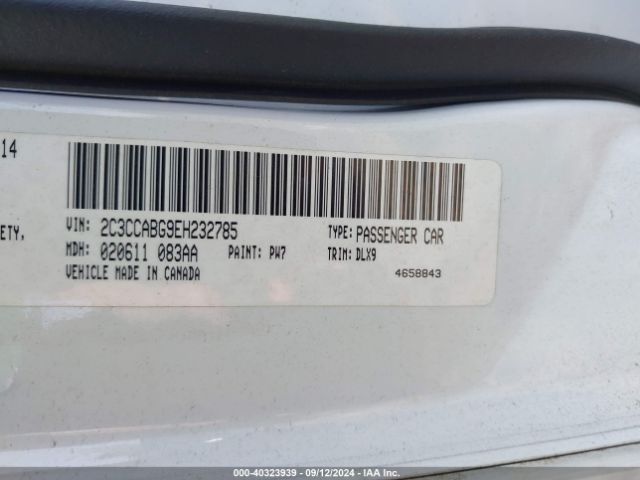 14
ETY,
VIN: 2C3CCABG9EH232785 TYPE: PASSENGER CAR
MDH: 020611 083AA PAINT: PW7 TRIM: DLX9
VEHICLE MADE IN CANADA 4658843
000-40323939 - 09/12/2024 - IAA Inc.